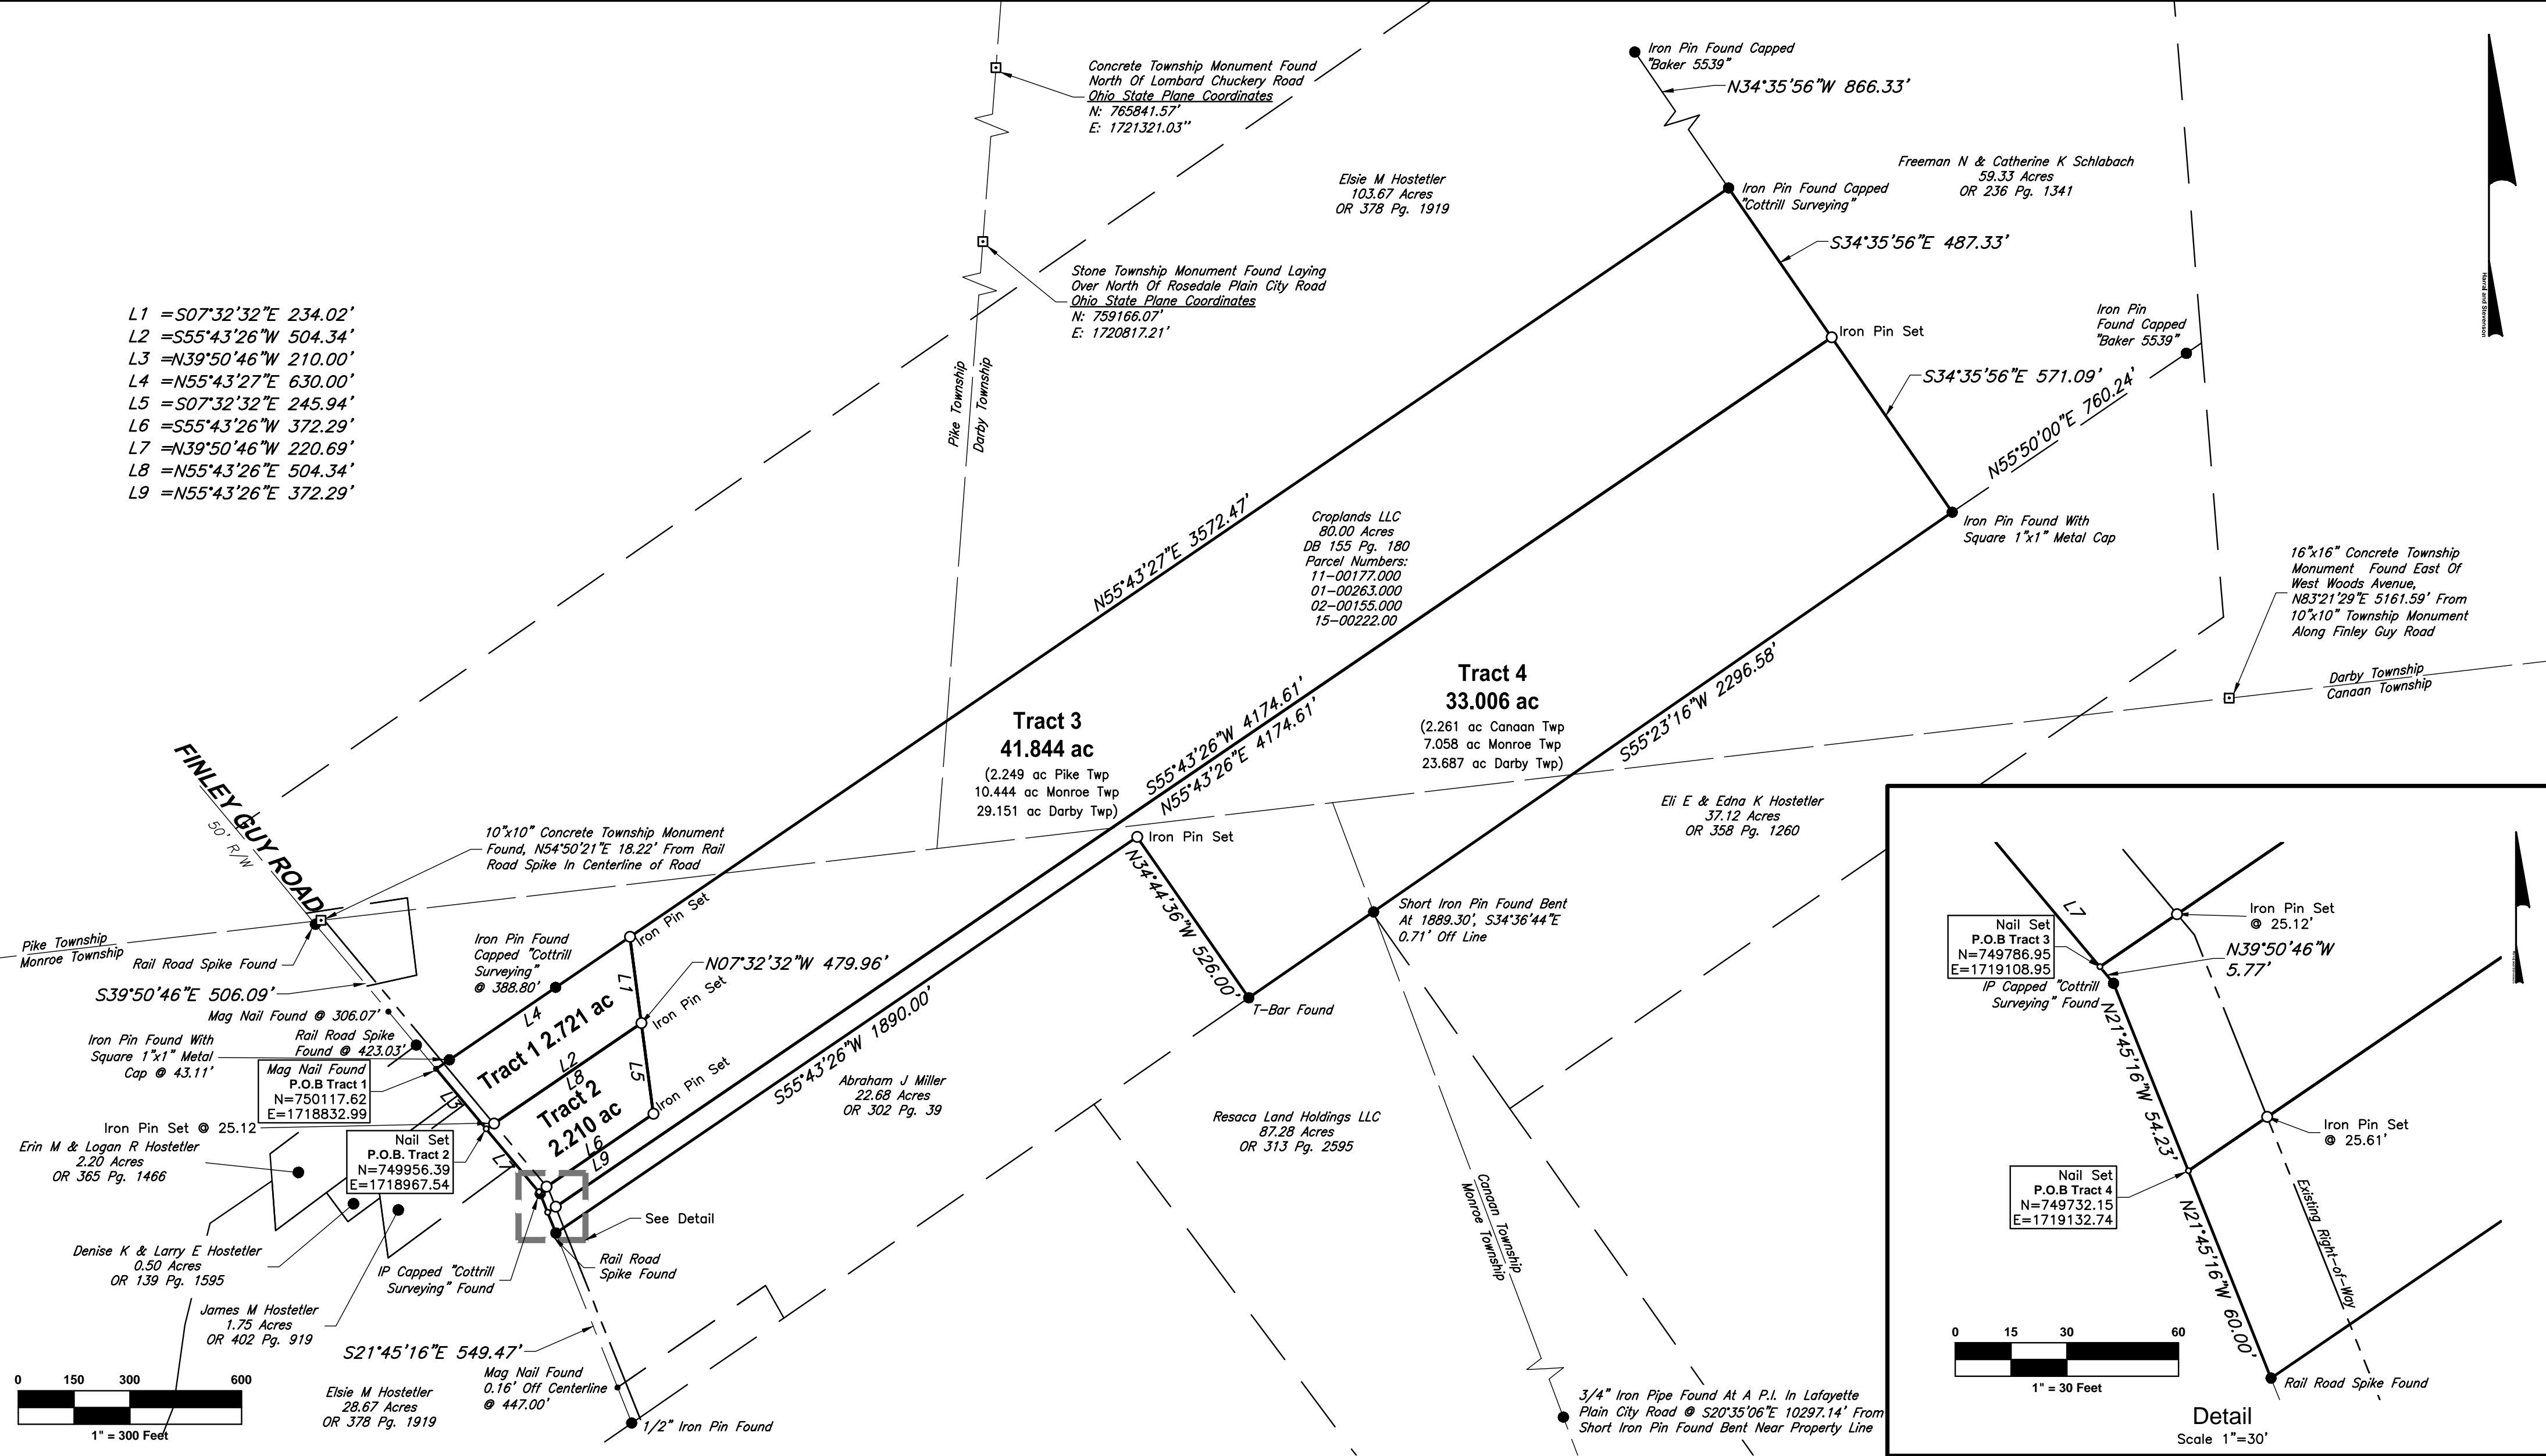 Concrete Township Monument Found
North Of Lombard Chuckery Road
Ohio State Plane Coordinates
N: 765841.57'
E: 1721321.03''
Iron Pin Found Capped
"Baker 5539"
N34°35'56"W 866.33'
Freeman N & Catherine K Schlabach
59.33 Acres
OR 236 Pg. 1341
Elsie M Hostetler
103.67 Acres
OR 378 Pg. 1919
Iron Pin Found Capped
"Cottrill Surveying"
S34°35'56"E 487.33'
Harral and Stevenson
Stone Township Monument Found Laying
Over North Of Rosedale Plain City Road
Ohio State Plane Coordinates
N: 759166.07'
E: 1720817.21'
L1 =S07°32'32"E 234.02'
L2 =S55°43'26"W 504.34'
L3 =N39°50'46"W 210.00'
L4 =N55°43'27"E 630.00'
L5 =S07°32'32"E 245.94'
L6 =S55°43'26"W 372.29'
L7 =N39°50'46"W 220.69'
L8 =N55°43'26"E 504.34'
L9 =N55°43'26"E 372.29'
Iron Pin Set
Iron Pin
Found Capped
"Baker 5539"
S34°35'56"E 571.09'
N55°50'00"E 760.24'
Pike Township
Darby Township
N55°43'27"E 3572.47'
Croplands LLC
80.00 Acres
DB 155 Pg. 180
Parcel Numbers:
11-00177.000
01-00263.000
02-00155.000
15-00222.00
Iron Pin Found With
Square 1"x1" Metal Cap
16"x16" Concrete Township
Monument Found East Of
West Woods Avenue,
N83°21'29"E 5161.59' From
10"x10" Township Monument
Along Finley Guy Road
Darby Township
Canaan Township
Tract 3
41.844 ac
(2.249 ac Pike Twp
10.444 ac Monroe Twp
29.151 ac Darby Twp)
S55°43'26"W 4174.61'
N55°43'26"E 4174.61'
Tract 4
33.006 ac
(2.261 ac Canaan Twp
7.058 ac Monroe Twp
23.687 ac Darby Twp)
S55°23'16"W 2296.58'
Eli E & Edna K Hostetler
37.12 Acres
OR 358 Pg. 1260
FINLEY GUY ROAD
50' R/W
10"x10" Concrete Township Monument
Found, N54°50'21"E 18.22' From Rail
Road Spike In Centerline of Road
Iron Pin Set
N34°44'36"W 526.00'
Short Iron Pin Found Bent
At 1889.30', S34°36'44"E
0.71' Off Line
T-Bar Found
Pike Township
Monroe Township
Rail Road Spike Found
S39°50'46"E 506.09'
Mag Nail Found @ 306.07'
Iron Pin Found With
Square 1"x1" Metal
Cap @ 43.11'
Rail Road Spike
Found @ 423.03'
Iron Pin Found
Capped "Cottrill
Surveying"
@ 388.80'
Iron Pin Set
N07°32'32"W 479.96'
Iron Pin Set
L1
L4
Tract 1 2.721 ac
L2
L8
L5
L3
Mag Nail Found
P.O.B Tract 1
N=750117.62
E=1718832.99
Iron Pin Set @ 25.12
Nail Set
P.O.B. Tract 2
N=749956.39
E=1718967.54
L7
Tract 2
2.210 ac
L6
L9
Iron Pin Set
S55°43'26"W 1890.00'
Abraham J Miller
22.68 Acres
OR 302 Pg. 39
Resaca Land Holdings LLC
87.28 Acres
OR 313 Pg. 2595
Canaan Township
Monroe Township
Erin M & Logan R Hostetler
2.20 Acres
OR 365 Pg. 1466
Denise K & Larry E Hostetler
0.50 Acres
OR 139 Pg. 1595
James M Hostetler
1.75 Acres
OR 402 Pg. 919
See Detail
Rail Road
Spike Found
IP Capped "Cottrill
Surveying" Found
S21°45'16"E 549.47'
Mag Nail Found
0.16' Off Centerline
@ 447.00'
Elsie M Hostetler
28.67 Acres
OR 378 Pg. 1919
1/2" Iron Pin Found
3/4" Iron Pipe Found At A P.I. In Lafayette
Plain City Road @ S20°35'06"E 10297.14' From
Short Iron Pin Found Bent Near Property Line
0 150 300 600
1" = 300 Feet
L7
Nail Set
P.O.B Tract 3
N=749786.95
E=1719108.95
Iron Pin Set
@ 25.12'
N39°50'46"W
5.77'
IP Capped "Cottrill
Surveying" Found
N21°45'16"W 54.23'
Iron Pin Set
@ 25.61'
Nail Set
P.O.B Tract 4
N=749732.15
E=1719132.74
N21°45'16"W 60.00'
Existing Right-of-Way
Rail Road Spike Found
0 15 30 60
1" = 30 Feet
Detail
Scale 1"=30'